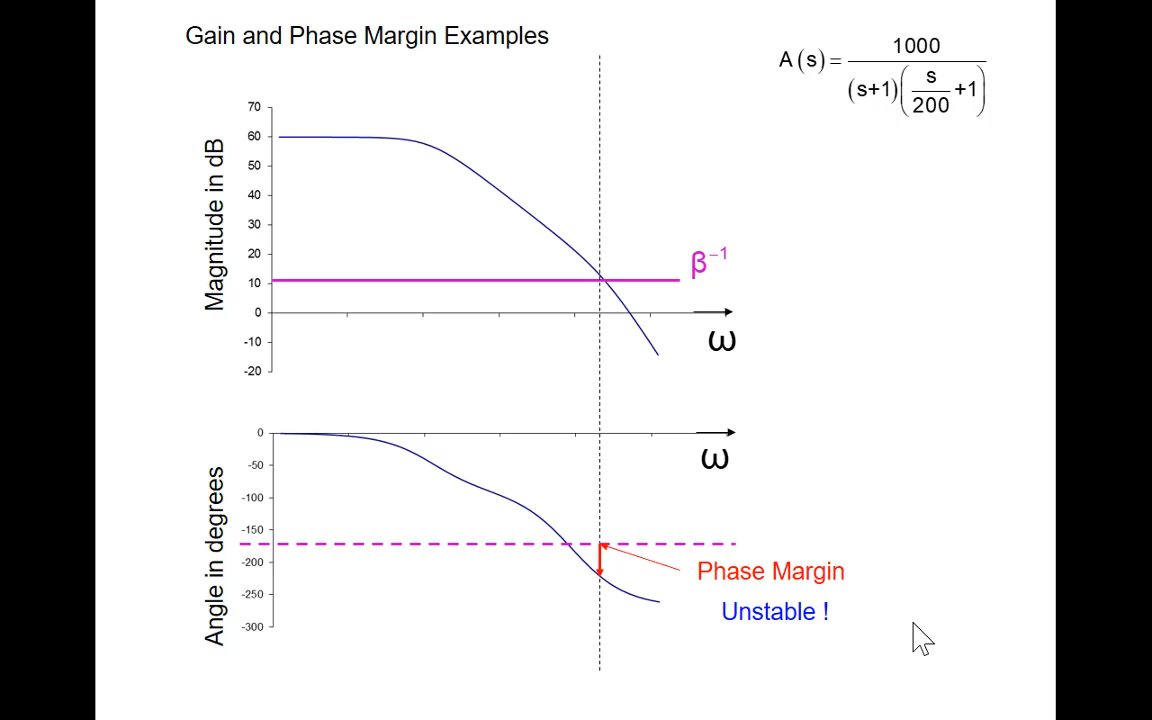 Gain and Phase Margin Examples
A(s) = 1000 / ((s+1)(s/200 +1))
Magnitude in dB
70
60
50
40
30
20
10
0
-10
-20
β⁻¹
ω
Angle in degrees
0
-50
-100
-150
-200
-250
-300
ω
Phase Margin
Unstable !